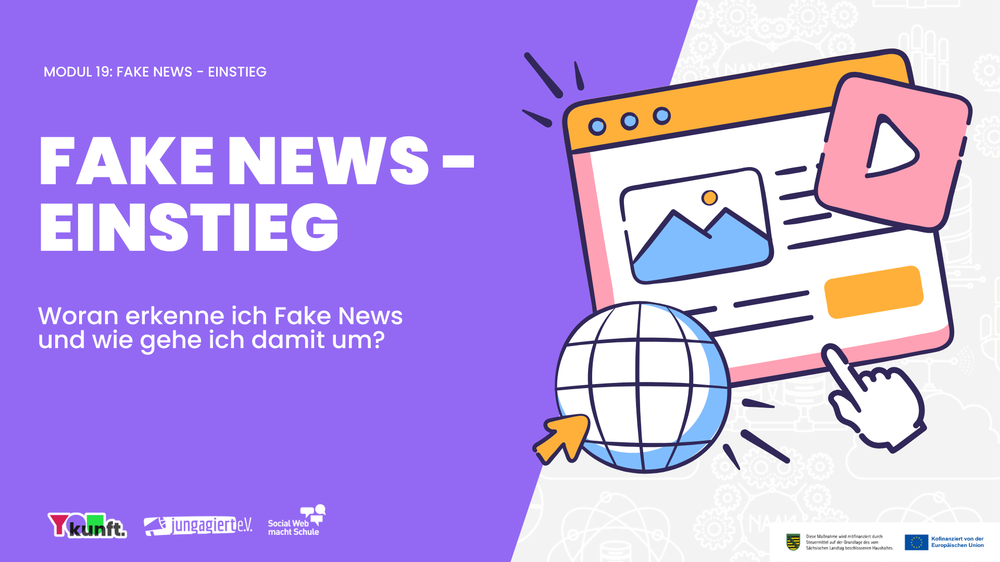 MODUL 19: FAKE NEWS - EINSTIEG
FAKE NEWS -
EINSTIEG
Woran erkenne ich Fake News
und wie gehe ich damit um?
YOU
kunft.
jungagiert e.V.
Social Web
macht Schule
Diese Maßnahme wird mitfinanziert durch
Steuermittel auf der Grundlage des vom
Sächsischen Landtag beschlossenen Haushaltes.
Kofinanziert von der
Europäischen Union